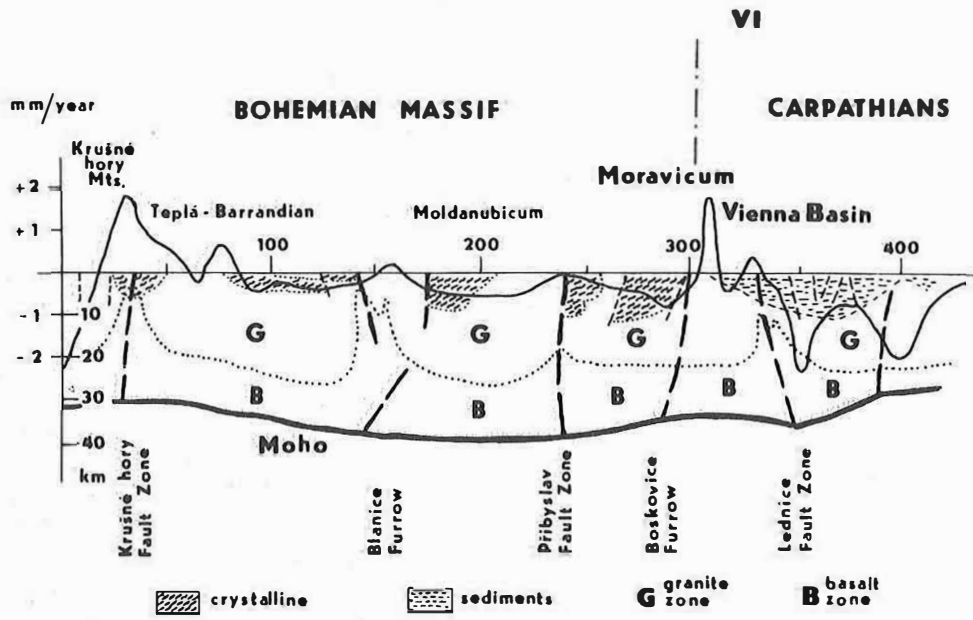 VI
mm/year
BOHEMIAN MASSIF
CARPATHIANS
Krušné
hory
Mts.
Moravicum
+2
Teplá-Barrandian
Moldanubicum
Vienna Basin
+1
100
200
300
400
-1
10
G
G
G
G
-2
20
B
B
B
B
B
30
Moho
40
km
Krušné hory
Fault Zone
Blanice
Furrow
Přibyslav
Fault Zone
Boskovice
Furrow
Lednice
Fault Zone
crystalline
sediments
G granite
zone
B basalt
zone